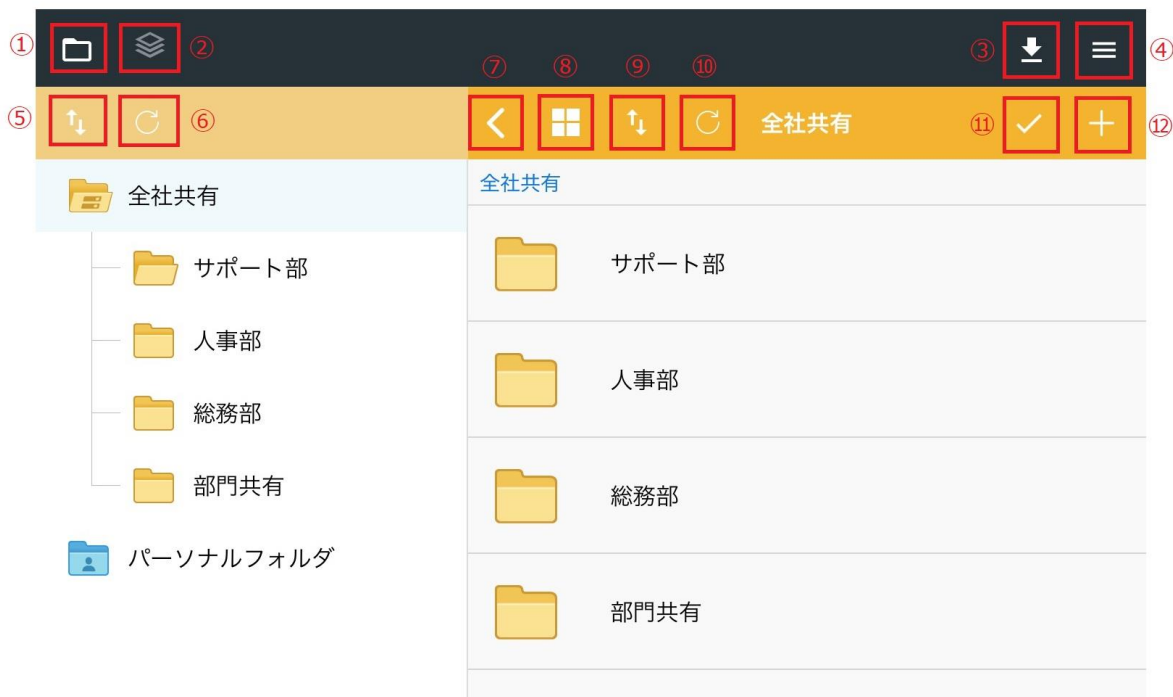 ① ② ③ ④
⑤ ⑥ ⑦ ⑧ ⑨ ⑩ 全社共有 ⑪ ⑫
全社共有
サポート部
人事部
総務部
部門共有
パーソナルフォルダ
全社共有
サポート部
人事部
総務部
部門共有